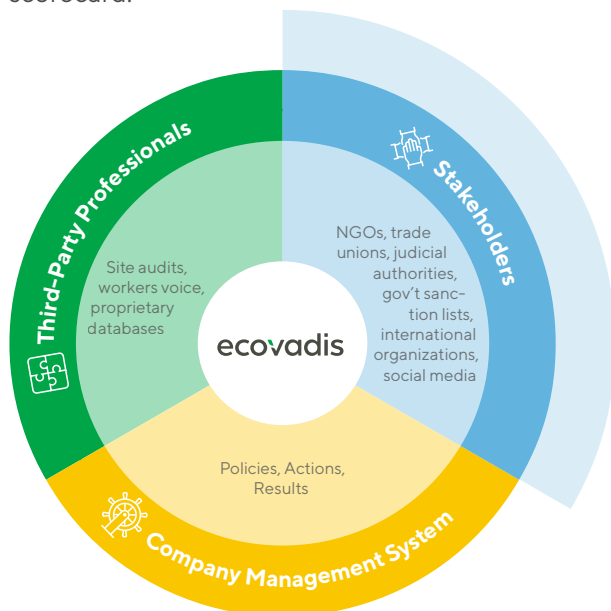 scorecard.
Third-Party Professionals
Site audits,
workers voice,
proprietary
databases
Stakeholders
NGOs, trade
unions, judicial
authorities,
gov’t sanc-
tion lists,
international
organizations,
social media
ecovadis
Policies, Actions,
Results
Company Management System